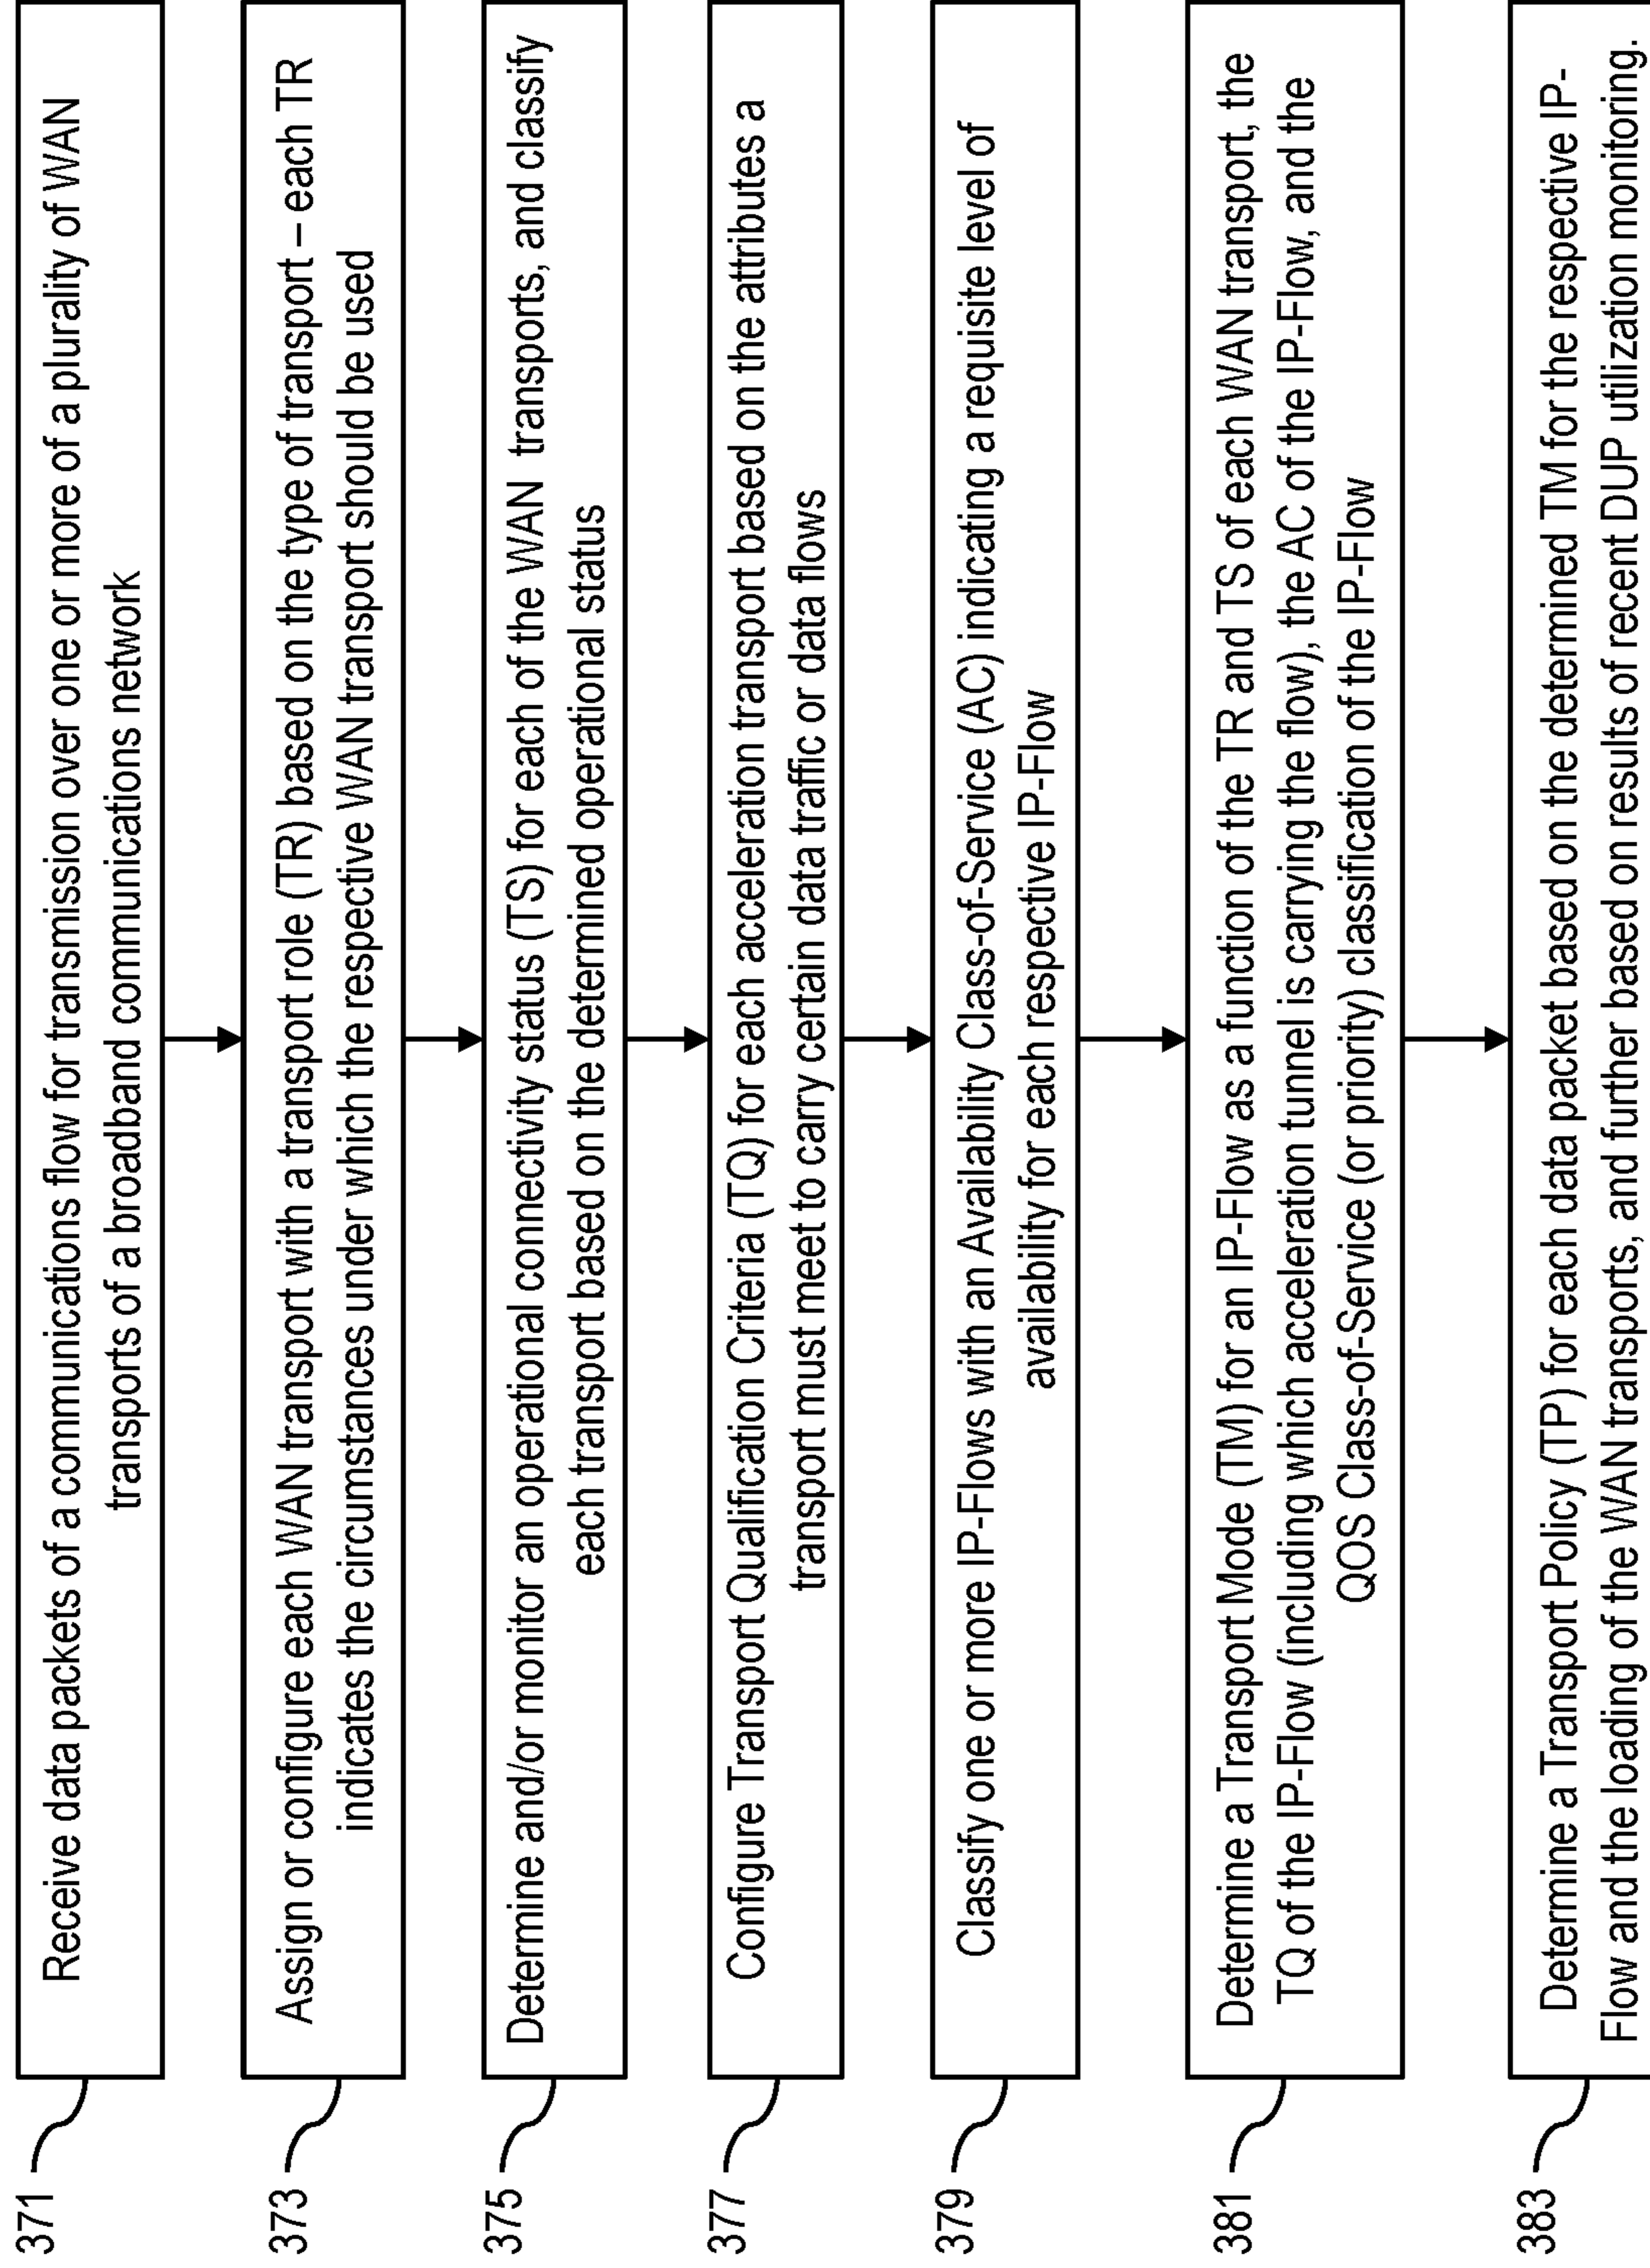 371
Receive data packets of a communications flow for transmission over one or more of a plurality of WAN
transports of a broadband communications network
373
Assign or configure each WAN transport with a transport role (TR) based on the type of transport – each TR
indicates the circumstances under which the respective WAN transport should be used
375
Determine and/or monitor an operational connectivity status (TS) for each of the WAN transports, and classify
each transport based on the determined operational status
377
Configure Transport Qualification Criteria (TQ) for each acceleration transport based on the attributes a
transport must meet to carry certain data traffic or data flows
379
Classify one or more IP-Flows with an Availability Class-of-Service (AC) indicating a requisite level of
availability for each respective IP-Flow
381
Determine a Transport Mode (TM) for an IP-Flow as a function of the TR and TS of each WAN transport, the
TQ of the IP-Flow (including which acceleration tunnel is carrying the flow), the AC of the IP-Flow, and the
QOS Class-of-Service (or priority) classification of the IP-Flow
383
Determine a Transport Policy (TP) for each data packet based on the determined TM for the respective IP-
Flow and the loading of the WAN transports, and further based on results of recent DUP utilization monitoring.